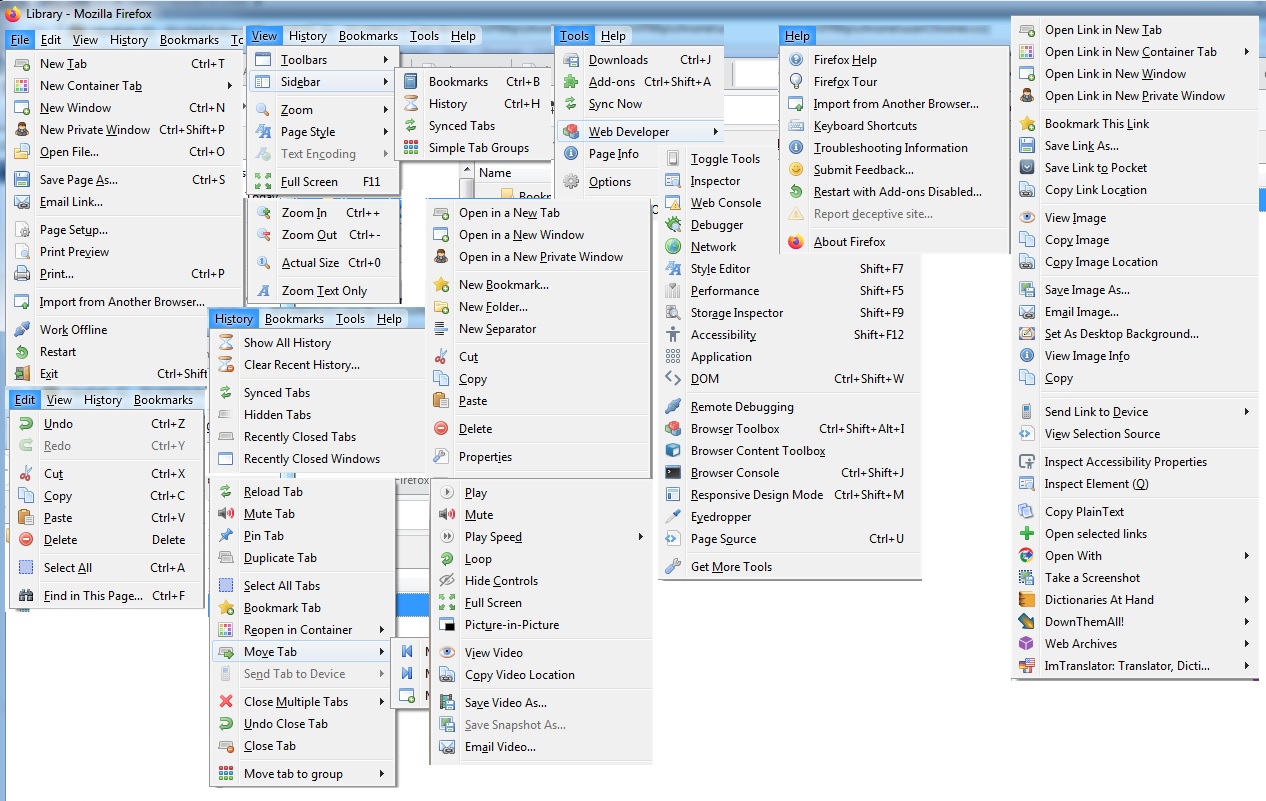 Library - Mozilla Firefox
File Edit View History Bookmarks
New Tab Ctrl+T
New Container Tab
New Window Ctrl+N
New Private Window Ctrl+Shift+P
Open File... Ctrl+O
Save Page As... Ctrl+S
Email Link...
Page Setup...
Print Preview
Print... Ctrl+P
Import from Another Browser...
Work Offline
Restart
Exit Ctrl+Shift
Edit View History Bookmarks
Undo Ctrl+Z
Redo Ctrl+Y
Cut Ctrl+X
Copy Ctrl+C
Paste Ctrl+V
Delete Delete
Select All Ctrl+A
Find in This Page... Ctrl+F
View History Bookmarks Tools Help
Toolbars
Sidebar
Zoom
Page Style
Text Encoding
Full Screen F11
Bookmarks Ctrl+B
History Ctrl+H
Synced Tabs
Simple Tab Groups
Zoom In Ctrl++
Zoom Out Ctrl+-
Actual Size Ctrl+0
Zoom Text Only
History Bookmarks Tools Help
Show All History
Clear Recent History...
Synced Tabs
Hidden Tabs
Recently Closed Tabs
Recently Closed Windows
Reload Tab
Mute Tab
Pin Tab
Duplicate Tab
Select All Tabs
Bookmark Tab
Reopen in Container
Move Tab
Send Tab to Device
Close Multiple Tabs
Undo Close Tab
Close Tab
Move tab to group
Name
Open in a New Tab
Open in a New Window
Open in a New Private Window
New Bookmark...
New Folder...
New Separator
Cut
Copy
Paste
Delete
Properties
Firefox
Play
Mute
Play Speed
Loop
Hide Controls
Full Screen
Picture-in-Picture
View Video
Copy Video Location
Save Video As...
Save Snapshot As...
Email Video...
Tools Help
Downloads Ctrl+J
Add-ons Ctrl+Shift+A
Sync Now
Web Developer
Page Info
Options
Toggle Tools
Inspector
Web Console
Debugger
Network
Style Editor Shift+F7
Performance Shift+F5
Storage Inspector Shift+F9
Accessibility Shift+F12
Application
DOM Ctrl+Shift+W
Remote Debugging
Browser Toolbox Ctrl+Shift+Alt+I
Browser Content Toolbox
Browser Console Ctrl+Shift+J
Responsive Design Mode Ctrl+Shift+M
Eyedropper
Page Source Ctrl+U
Get More Tools
Help
Firefox Help
Firefox Tour
Import from Another Browser...
Keyboard Shortcuts
Troubleshooting Information
Submit Feedback...
Restart with Add-ons Disabled...
Report deceptive site...
About Firefox
Open Link in New Tab
Open Link in New Container Tab
Open Link in New Window
Open Link in New Private Window
Bookmark This Link
Save Link As...
Save Link to Pocket
Copy Link Location
View Image
Copy Image
Copy Image Location
Save Image As...
Email Image...
Set As Desktop Background...
View Image Info
Copy
Send Link to Device
View Selection Source
Inspect Accessibility Properties
Inspect Element (Q)
Copy PlainText
Open selected links
Open With
Take a Screenshot
Dictionaries At Hand
DownThemAll!
Web Archives
ImTranslator: Translator, Dicti...